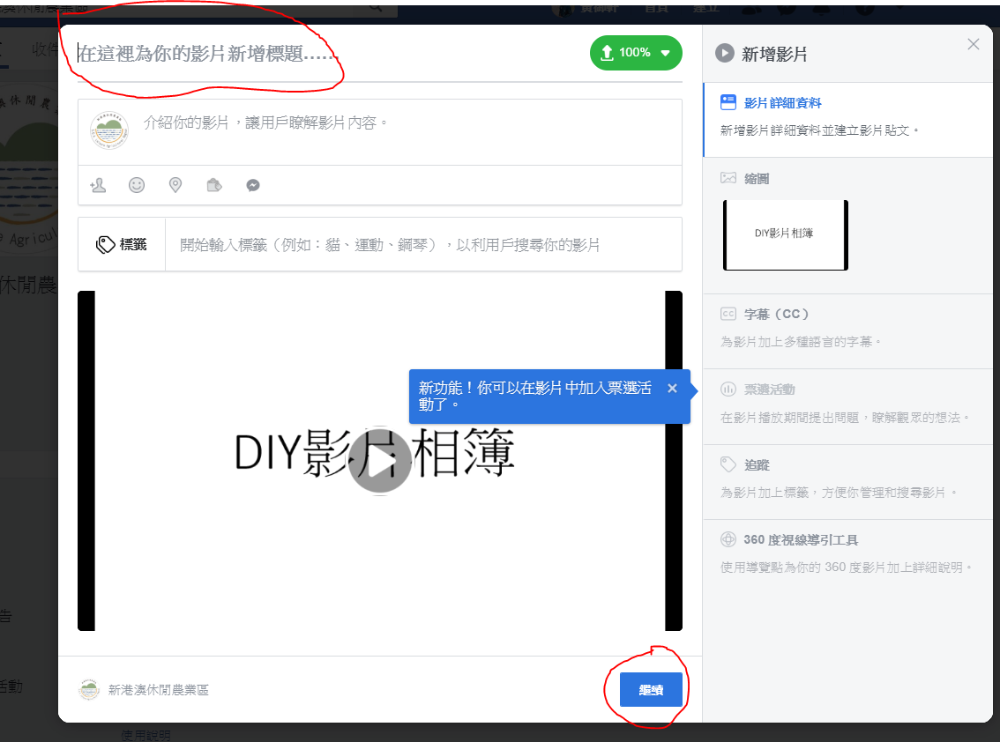 在這裡為你的影片新增標題......
100%
介紹你的影片，讓用戶瞭解影片內容。
標籤
開始輸入標籤（例如：貓、運動、鋼琴），以利用戶搜尋你的影片
新功能！你可以在影片中加入票選活
動了。
DIY影片相簿
新港澳休閒農業區
繼續
新增影片
影片詳細資料
新增影片詳細資料並建立影片貼文。
縮圖
DIY影片相簿
字幕（CC）
為影片加上多種語言的字幕。
票選活動
在影片播放期間提出問題，瞭解觀眾的想法。
追蹤
為影片加上標籤，方便你管理和搜尋影片。
360 度視線導引工具
使用導覽點為你的 360 度影片加上詳細說明。
收件
首頁
建立
休閒農
告
活動
使用說明